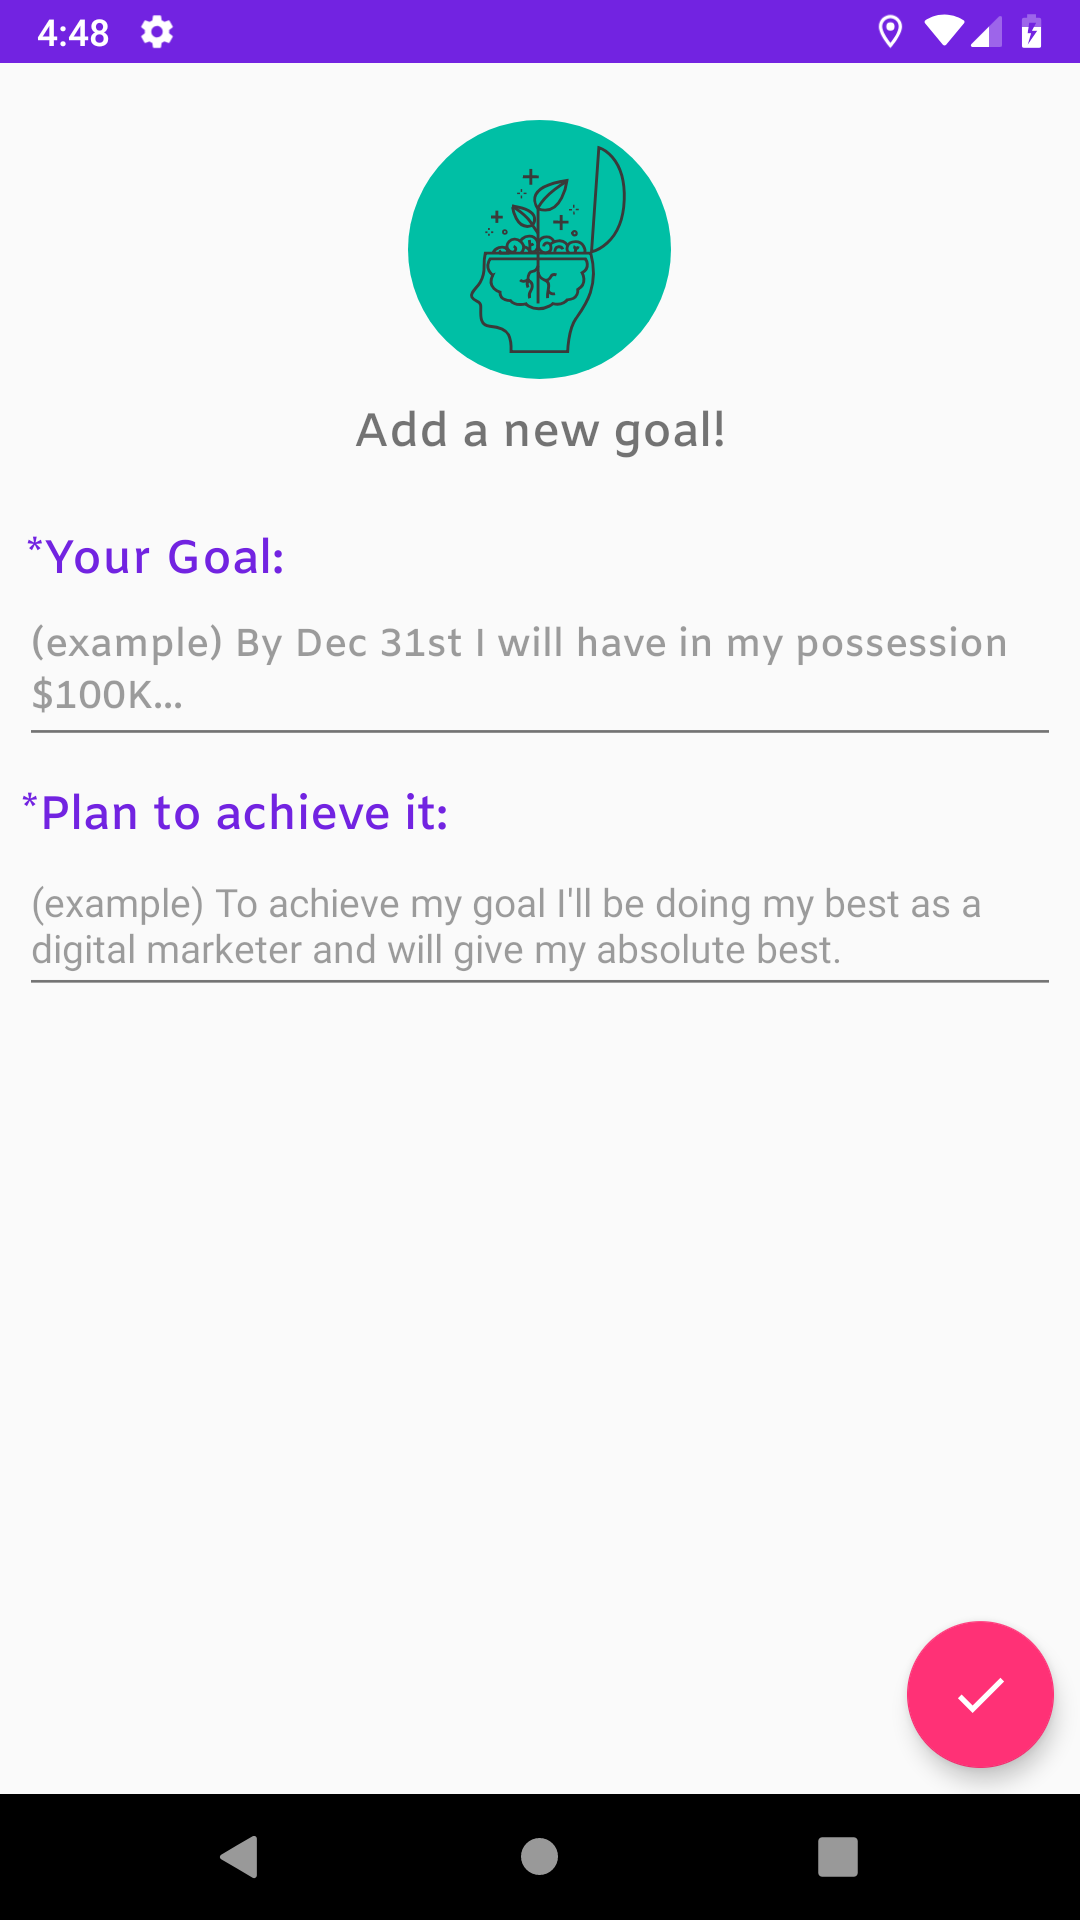 4:48
Add a new goal!
*Your Goal:
(example) By Dec 31st I will have in my possession
$100K...
*Plan to achieve it:
(example) To achieve my goal I'll be doing my best as a
digital marketer and will give my absolute best.